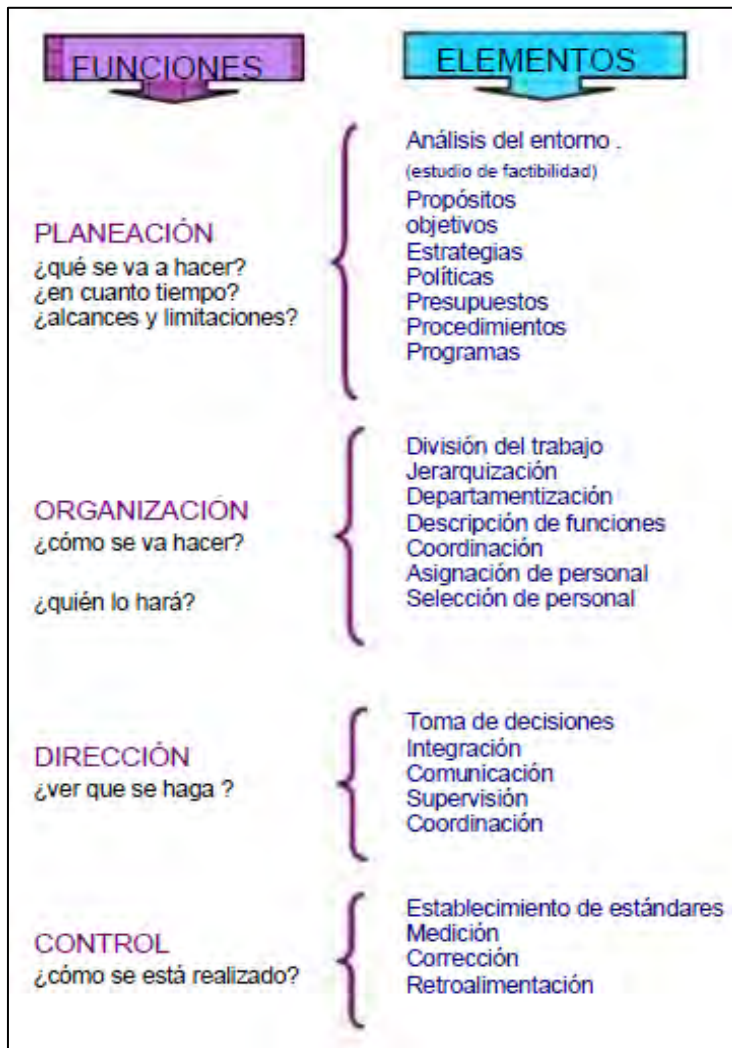 FUNCIONES
ELEMENTOS
PLANEACIÓN
¿qué se va a hacer?
¿en cuanto tiempo?
¿alcances y limitaciones?
Análisis del entorno .
(estudio de factibilidad)
Propósitos
objetivos
Estrategias
Políticas
Presupuestos
Procedimientos
Programas
ORGANIZACIÓN
¿cómo se va hacer?
¿quién lo hará?
División del trabajo
Jerarquización
Departamentización
Descripción de funciones
Coordinación
Asignación de personal
Selección de personal
DIRECCIÓN
¿ver que se haga ?
Toma de decisiones
Integración
Comunicación
Supervisión
Coordinación
CONTROL
¿cómo se está realizado?
Establecimiento de estándares
Medición
Corrección
Retroalimentación